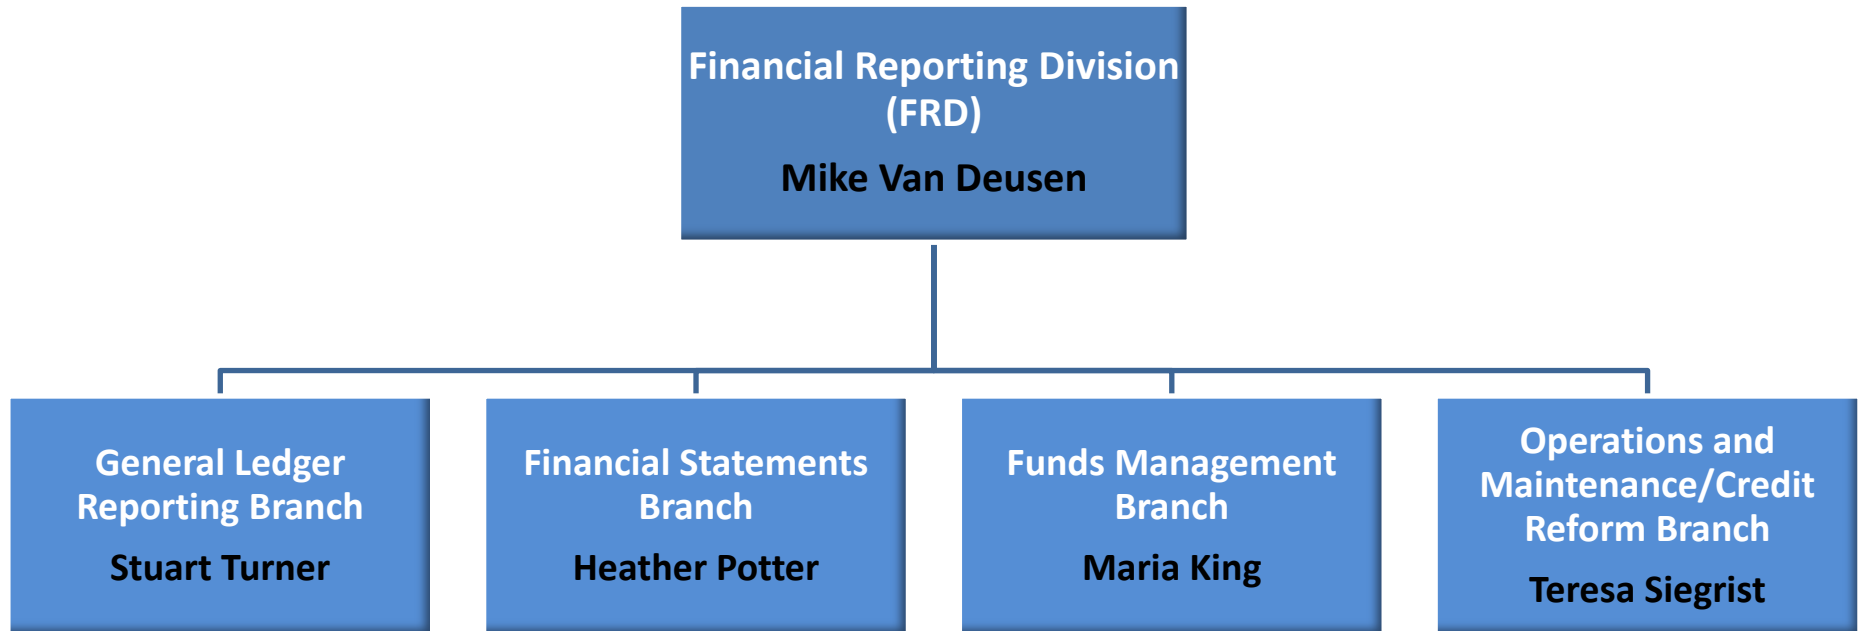 Financial Reporting Division
(FRD)
Mike Van Deusen
General Ledger
Reporting Branch
Stuart Turner
Financial Statements
Branch
Heather Potter
Funds Management
Branch
Maria King
Operations and
Maintenance/Credit
Reform Branch
Teresa Siegrist